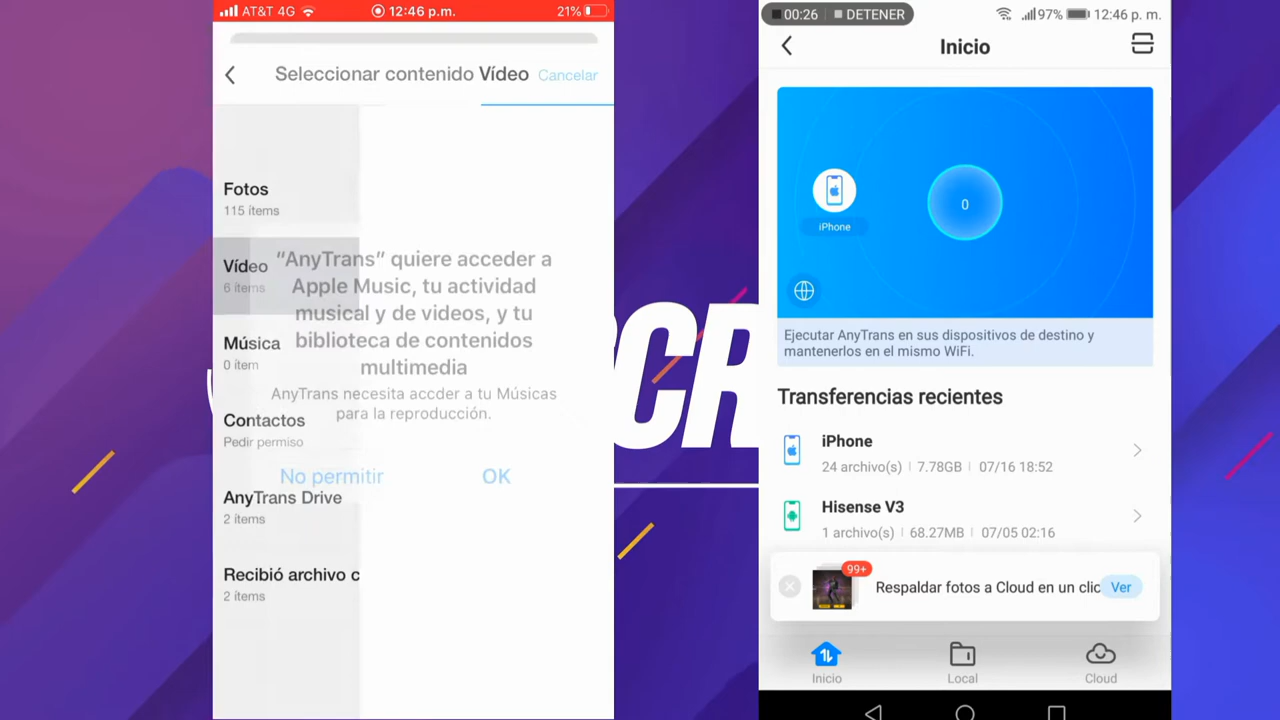 AT&T 4G
12:46 p.m.
21%
Seleccionar contenido Vídeo
Cancelar
Fotos
115 ítems
Vídeo
6 ítems
Música
0 ítem
Contactos
Pedir permiso
AnyTrans Drive
2 ítems
Recibió archivo c
2 ítems
“AnyTrans” quiere acceder a
Apple Music, tu actividad
musical y de videos, y tu
biblioteca de contenidos
multimedia
AnyTrans necesita accder a tu Músicas
para la reproducción.
No permitir
OK
CR
00:26
DETENER
97%
12:46 p. m.
Inicio
iPhone
0
Ejecutar AnyTrans en sus dispositivos de destino y
mantenerlos en el mismo WiFi.
Transferencias recientes
iPhone
24 archivo(s) | 7.78GB | 07/16 18:52
Hisense V3
1 archivo(s) | 68.27MB | 07/05 02:16
99+
Respaldar fotos a Cloud en un clic
Ver
Inicio
Local
Cloud